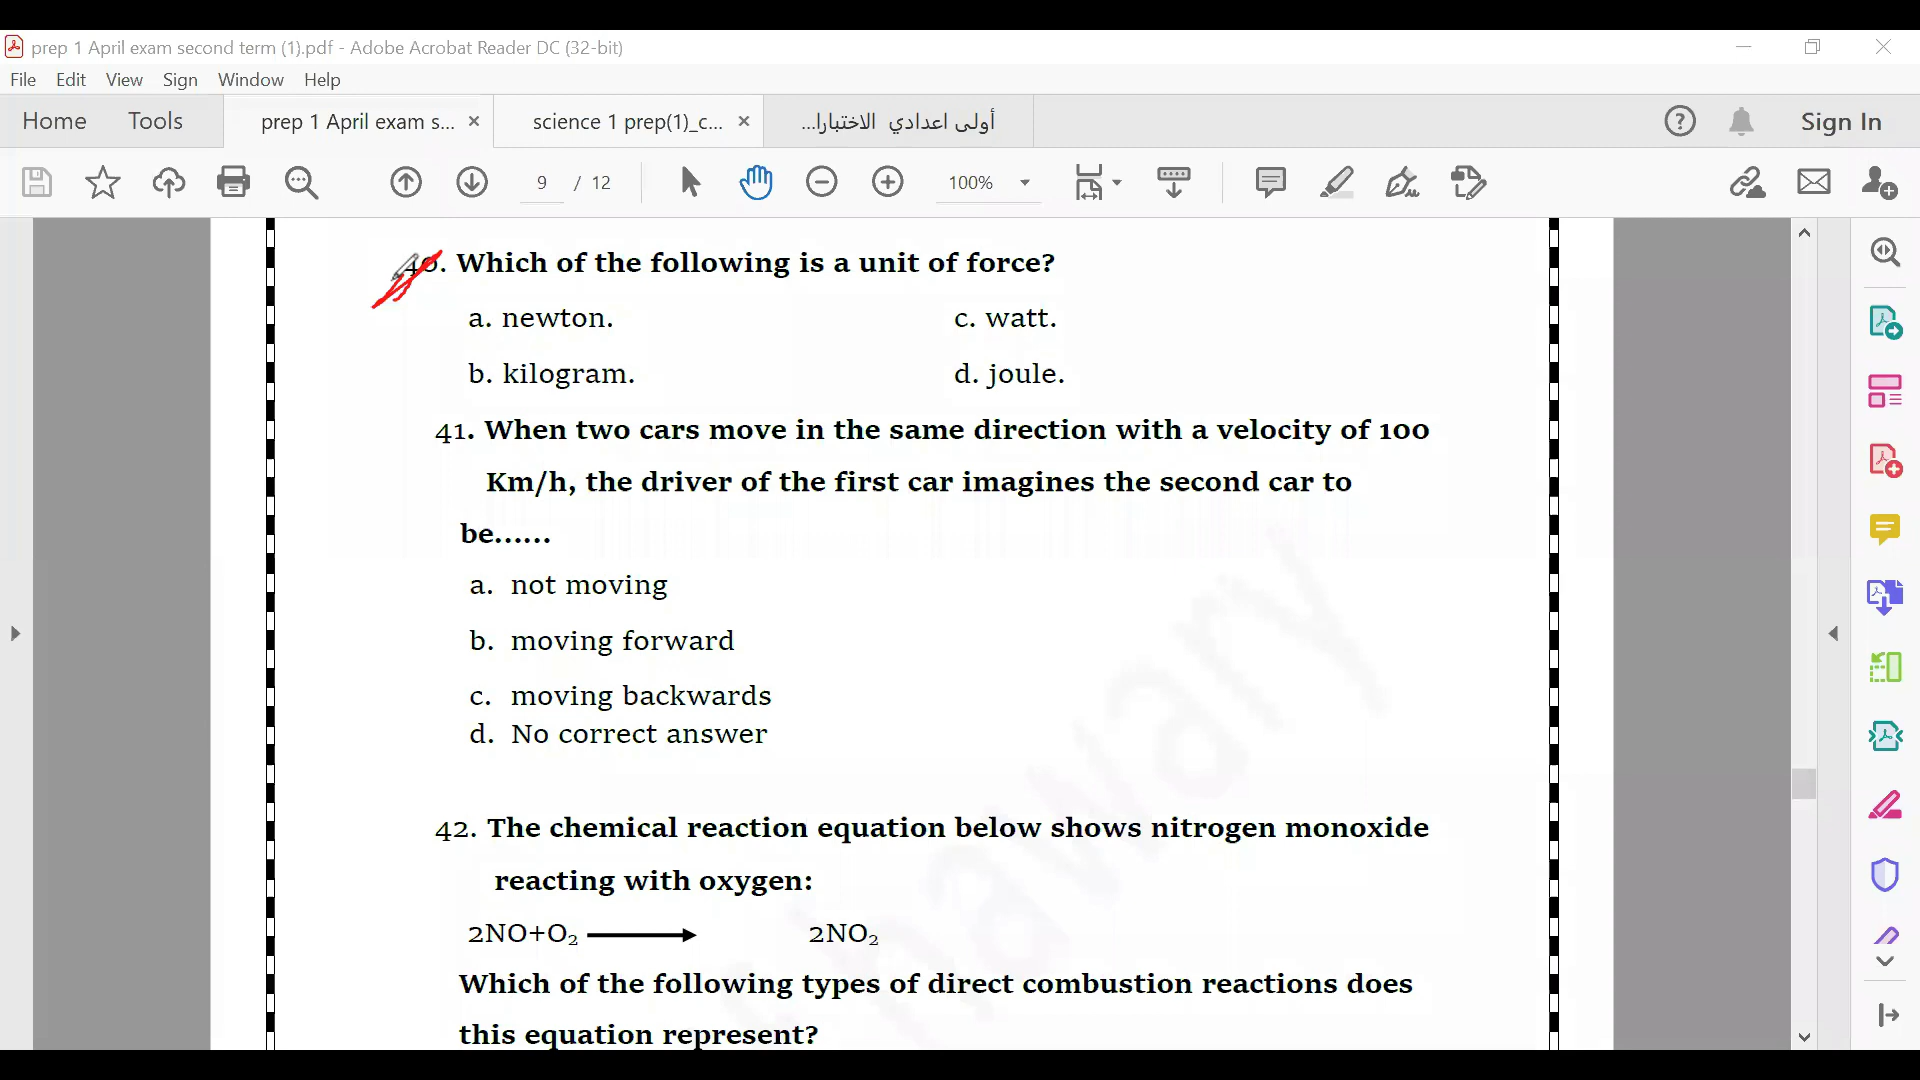 prep 1 April exam second term (1).pdf - Adobe Acrobat Reader DC (32-bit)
File Edit View Sign Window Help
Home Tools prep 1 April exam s... × science 1 prep(1)_c... × أولى اعدادي الاختبارا... Sign In
9 / 12 100%
40. Which of the following is a unit of force?
a. newton. c. watt.
b. kilogram. d. joule.
41. When two cars move in the same direction with a velocity of 100
Km/h, the driver of the first car imagines the second car to
be......
a. not moving
b. moving forward
c. moving backwards
d. No correct answer
42. The chemical reaction equation below shows nitrogen monoxide
reacting with oxygen:
2NO+O₂ ⟶ 2NO₂
Which of the following types of direct combustion reactions does
this equation represent?